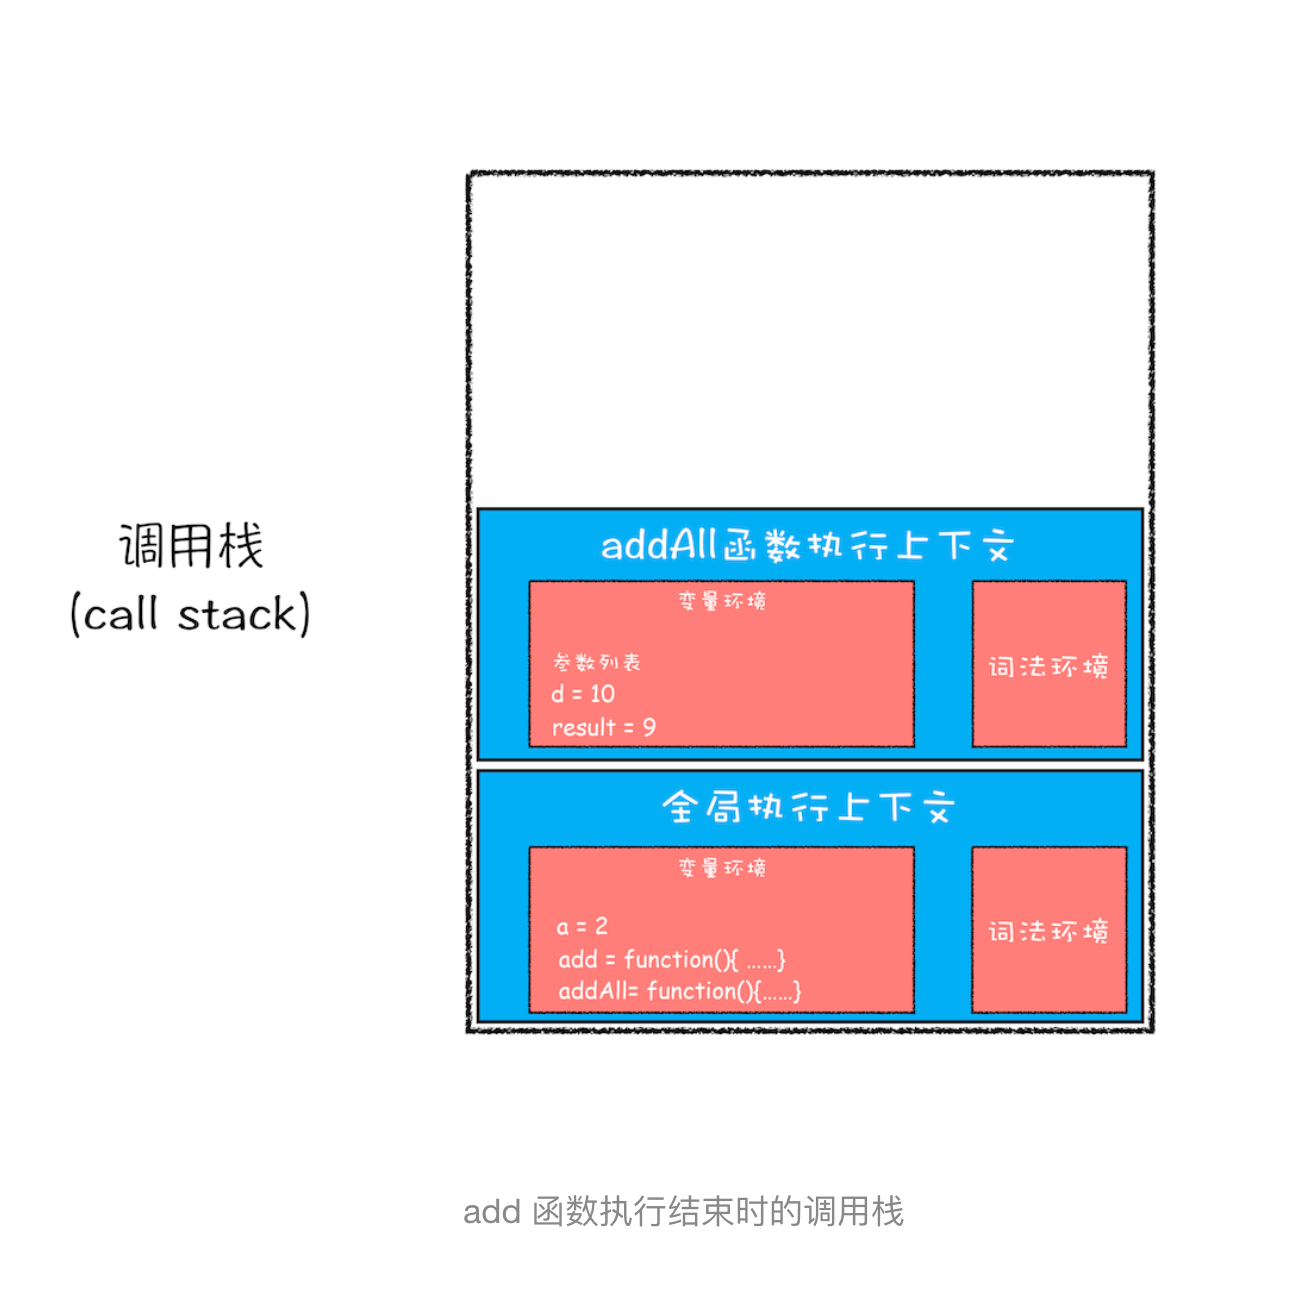 调用栈
(call stack)
addAll函数执行上下文
变量环境
参数列表
d = 10
result = 9
词法环境
全局执行上下文
变量环境
a = 2
add = function(){ ......}
addAll= function(){......}
词法环境
add 函数执行结束时的调用栈